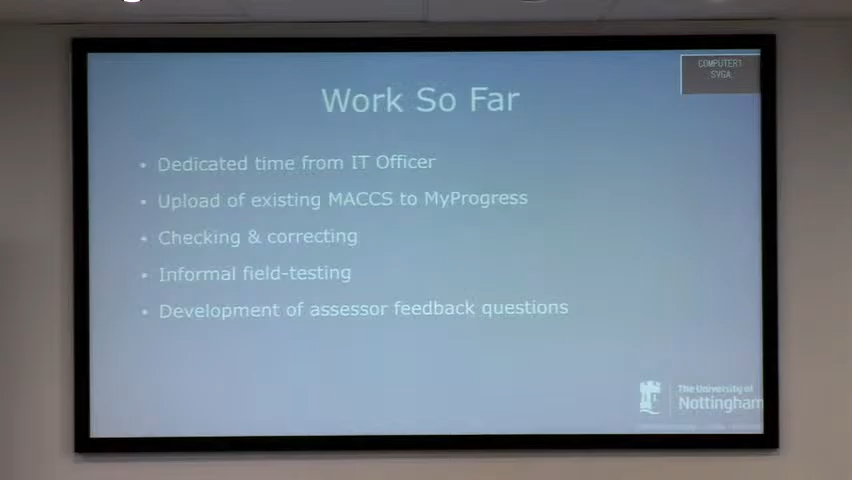 COMPUTER1
SVGA
Work So Far
• Dedicated time from IT Officer
• Upload of existing MACCS to MyProgress
• Checking & correcting
• Informal field-testing
• Development of assessor feedback questions
The University of
Nottingham